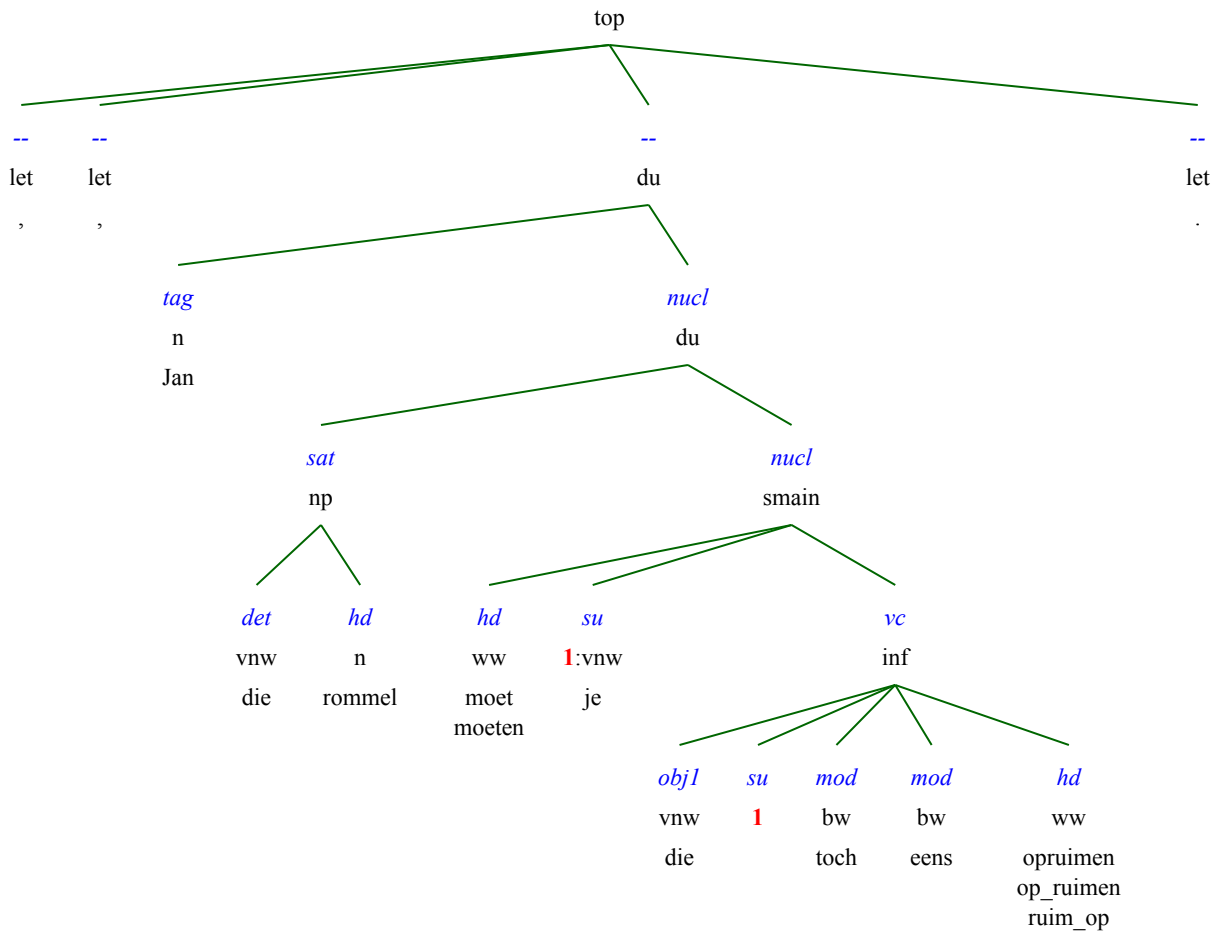 top
-- -- -- --
let let du let
, , .
tag nucl
n du
Jan
sat nucl
np smain
det hd hd su vc
vnw n ww 1:vnw inf
die rommel moet je
moeten
obj1 su mod mod hd
vnw 1 bw bw ww
die toch eens opruimen
op_ruimen
ruim_op